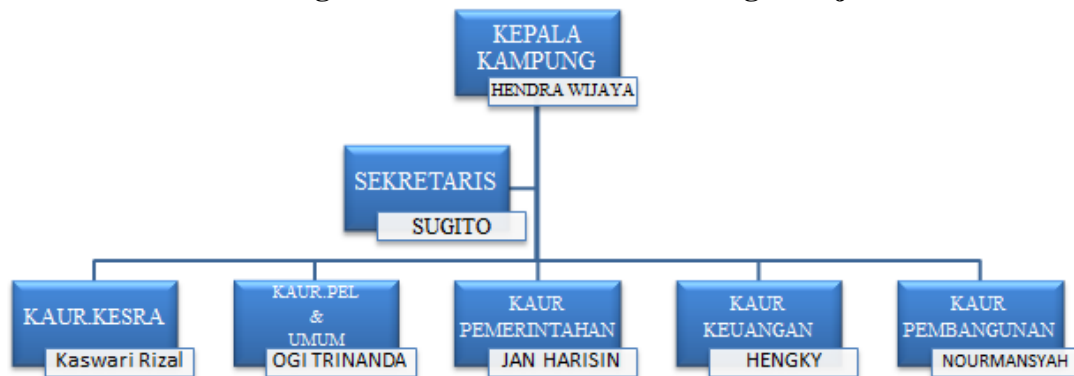 KEPALA
KAMPUNG
HENDRA WIJAYA
SEKRETARIS
SUGITO
KAUR.KESRA
Kaswari Rizal
KAUR.PEL
&
UMUM
OGI TRINANDA
KAUR
PEMERINTAHAN
JAN HARISIN
KAUR
KEUANGAN
HENGKY
KAUR
PEMBANGUNAN
NOURMANSYAH